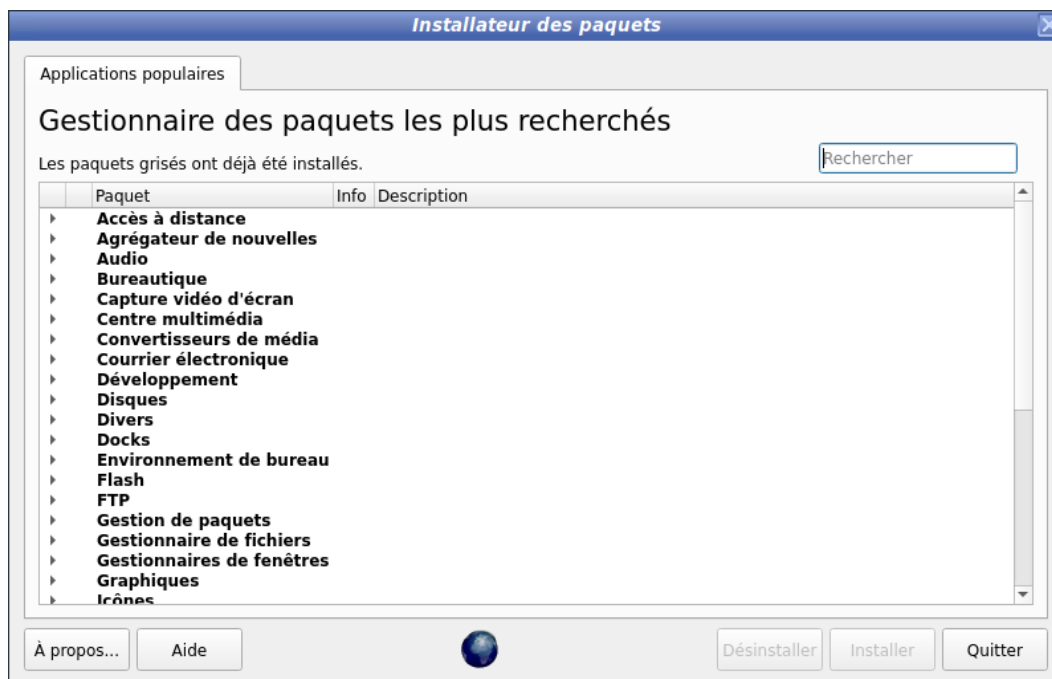 Installateur des paquets
Applications populaires
Gestionnaire des paquets les plus recherchés
Les paquets grisés ont déjà été installés.
Rechercher
Paquet Info Description
Accès à distance
Agrégateur de nouvelles
Audio
Bureautique
Capture vidéo d'écran
Centre multimédia
Convertisseurs de média
Courrier électronique
Développement
Disques
Divers
Docks
Environnement de bureau
Flash
FTP
Gestion de paquets
Gestionnaire de fichiers
Gestionnaires de fenêtres
Graphiques
Icônes
À propos... Aide Désinstaller Installer Quitter